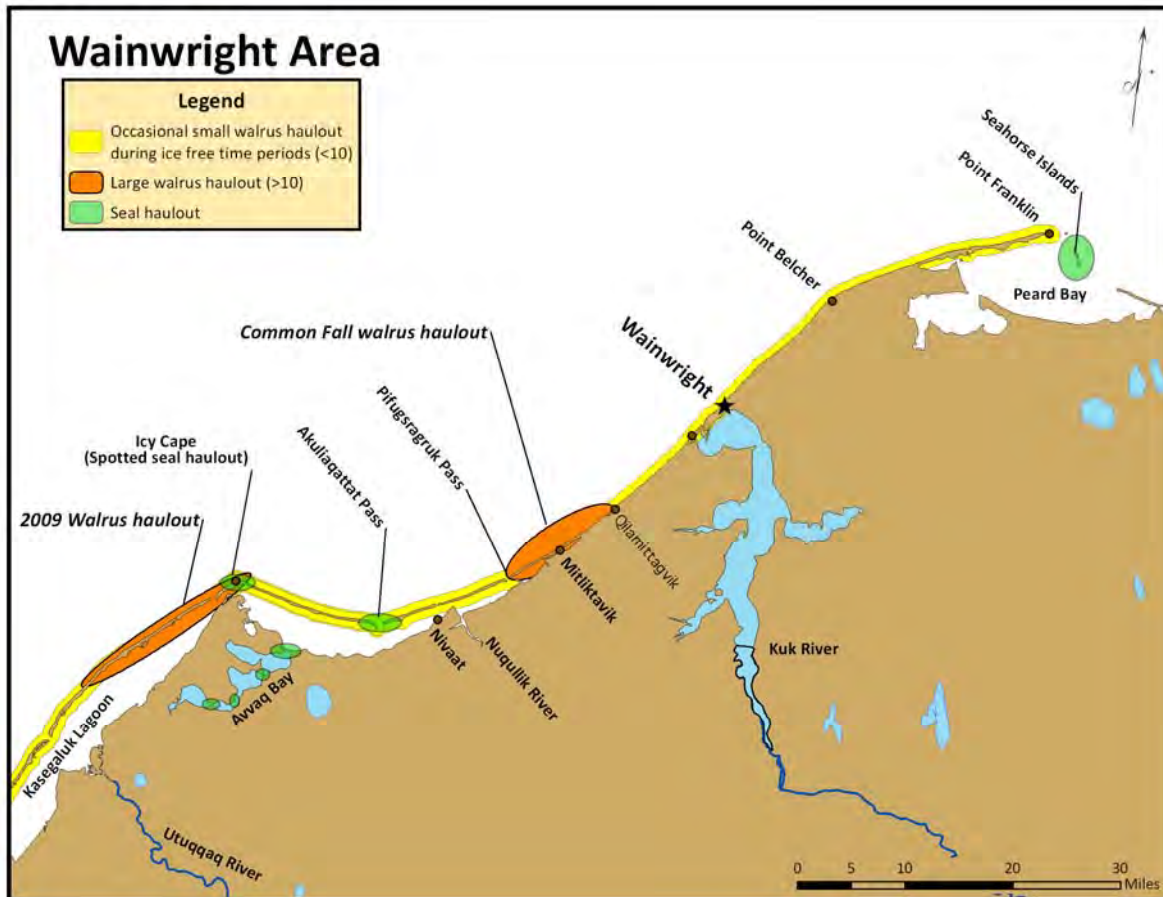 Wainwright Area
Legend
Occasional small walrus haulout
during ice free time periods (<10)
Large walrus haulout (>10)
Seal haulout
Seahorse Islands
Point Franklin
Point Belcher
Peard Bay
Common Fall walrus haulout
Wainwright
Pifugsragruk Pass
Icy Cape
(Spotted seal haulout)
Akuliaqattat Pass
2009 Walrus haulout
Qilamittagvik
Mitliktavik
Nivaat
Nuqullik River
Kuk River
Avvaq Bay
Kasegaluk Lagoon
Utuqqaq River
0 5 10 20 30
Miles